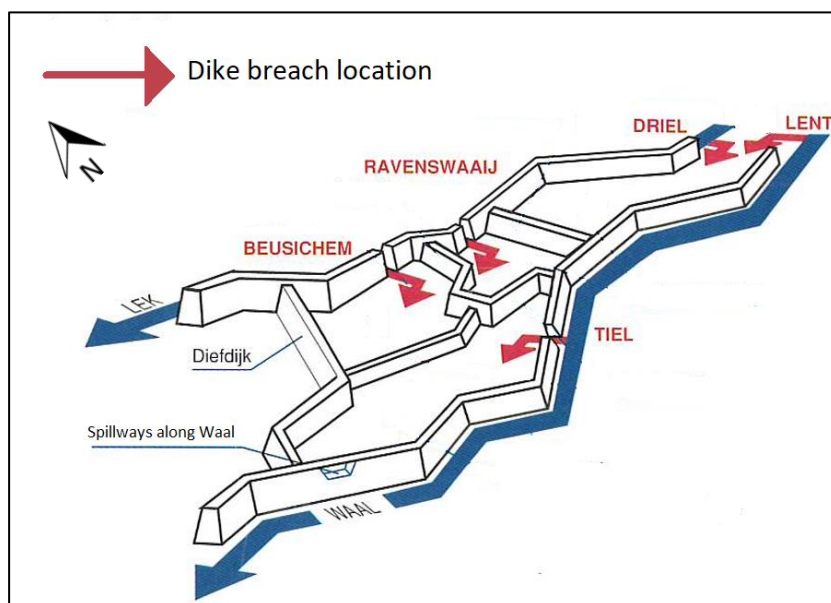 Dike breach location
N
DRIEL
LENT
RAVENSWAAIJ
BEUSICHEM
LEK
TIEL
Diefdijk
Spillways along Waal
WAAL